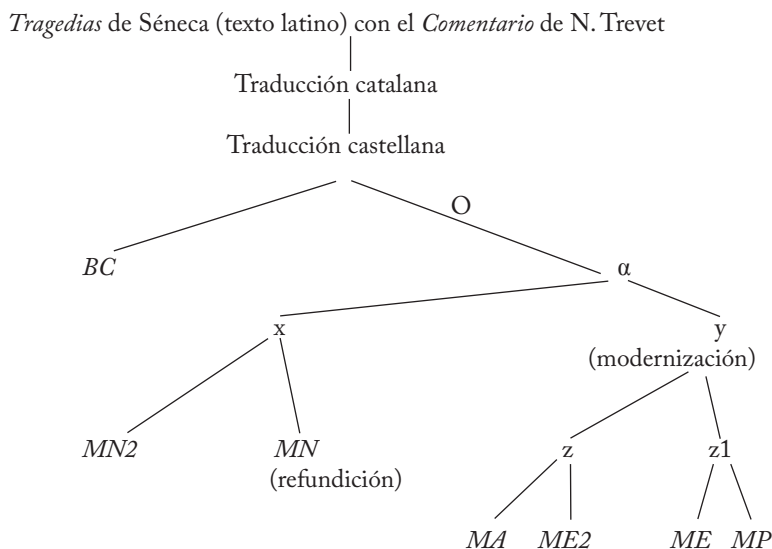 Tragedias de Séneca (texto latino) con el Comentario de N. Trevet
Traducción catalana
Traducción castellana
O
BC
α
x
y
(modernización)
MN2
MN
(refundición)
z
z1
MA
ME2
ME
MP